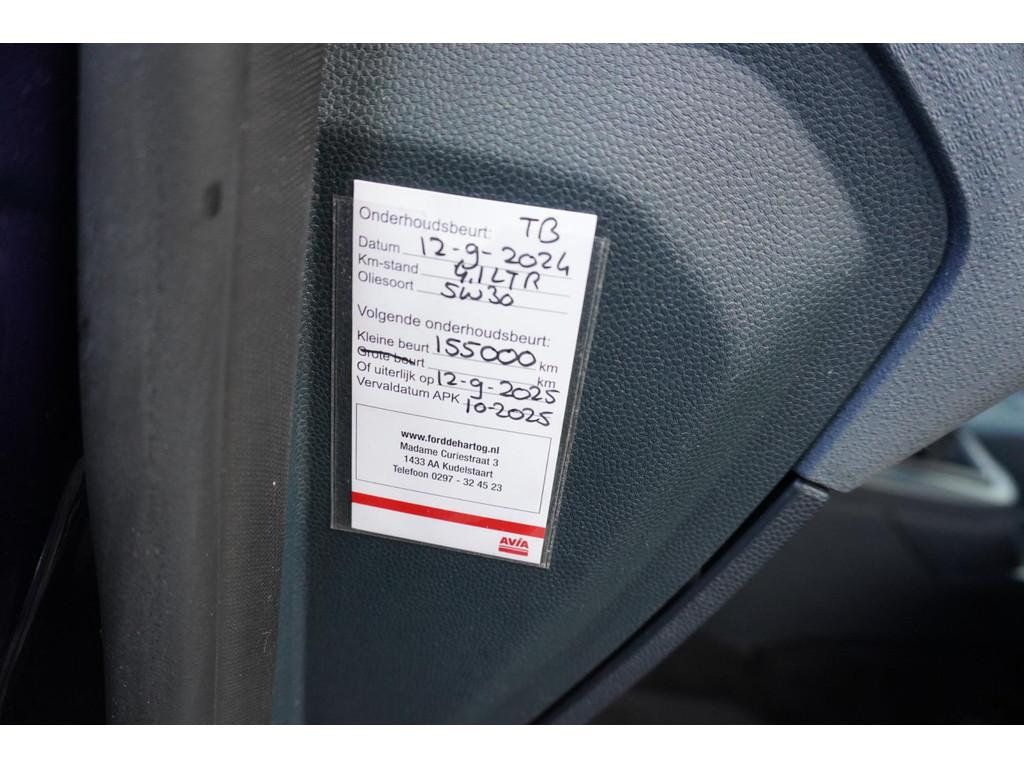 Onderhoudsbeurt: TB
Datum 12-9-2024
Km-stand 4.1 LTR
Oliesoort 5W30
Volgende onderhoudsbeurt:
Kleine beurt 155000 km
Grote beurt km
Of uiterlijk op 12-9-2025
Vervaldatum APK 10-2025
www.forddehartog.nl
Madame Curiestraat 3
1433 AA Kudelstaart
Telefoon 0297 - 32 45 23
AVIA